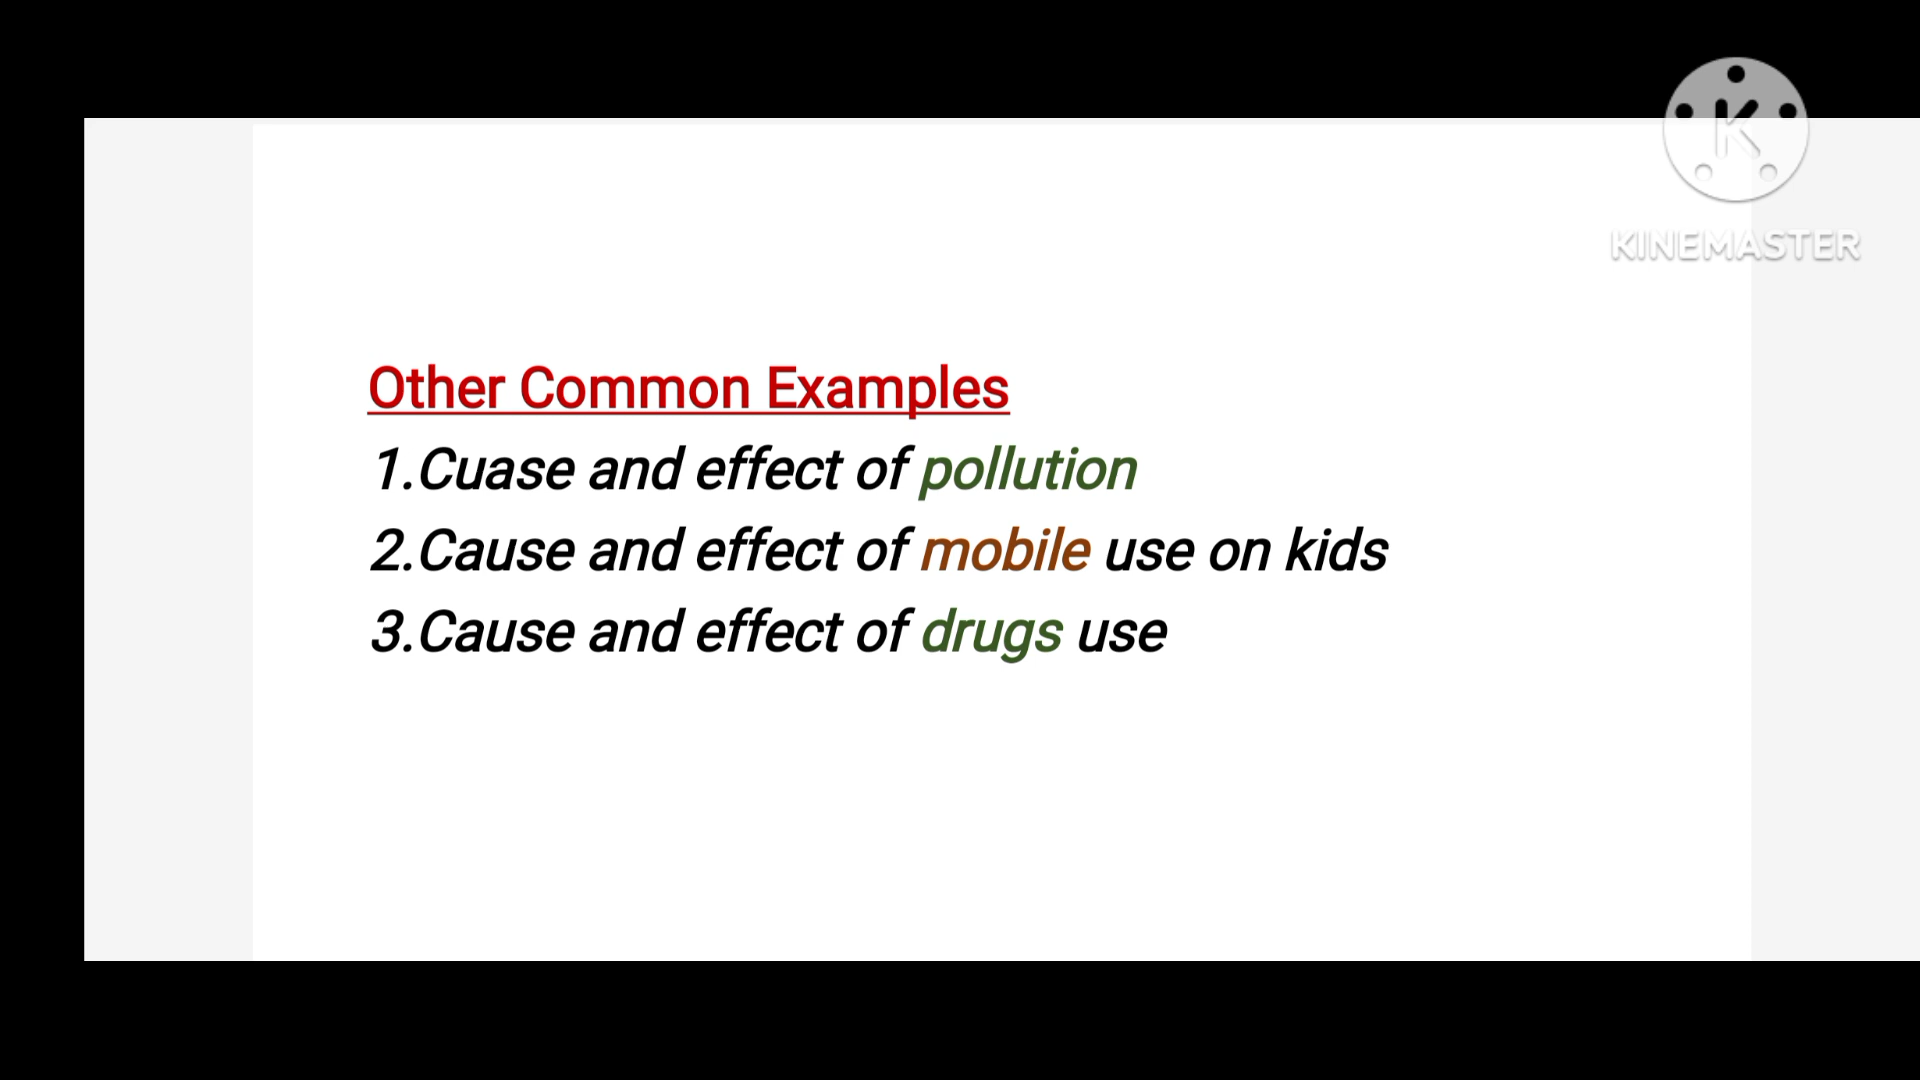 KINEMASTER
Other Common Examples
1.Cuase and effect of pollution
2.Cause and effect of mobile use on kids
3.Cause and effect of drugs use